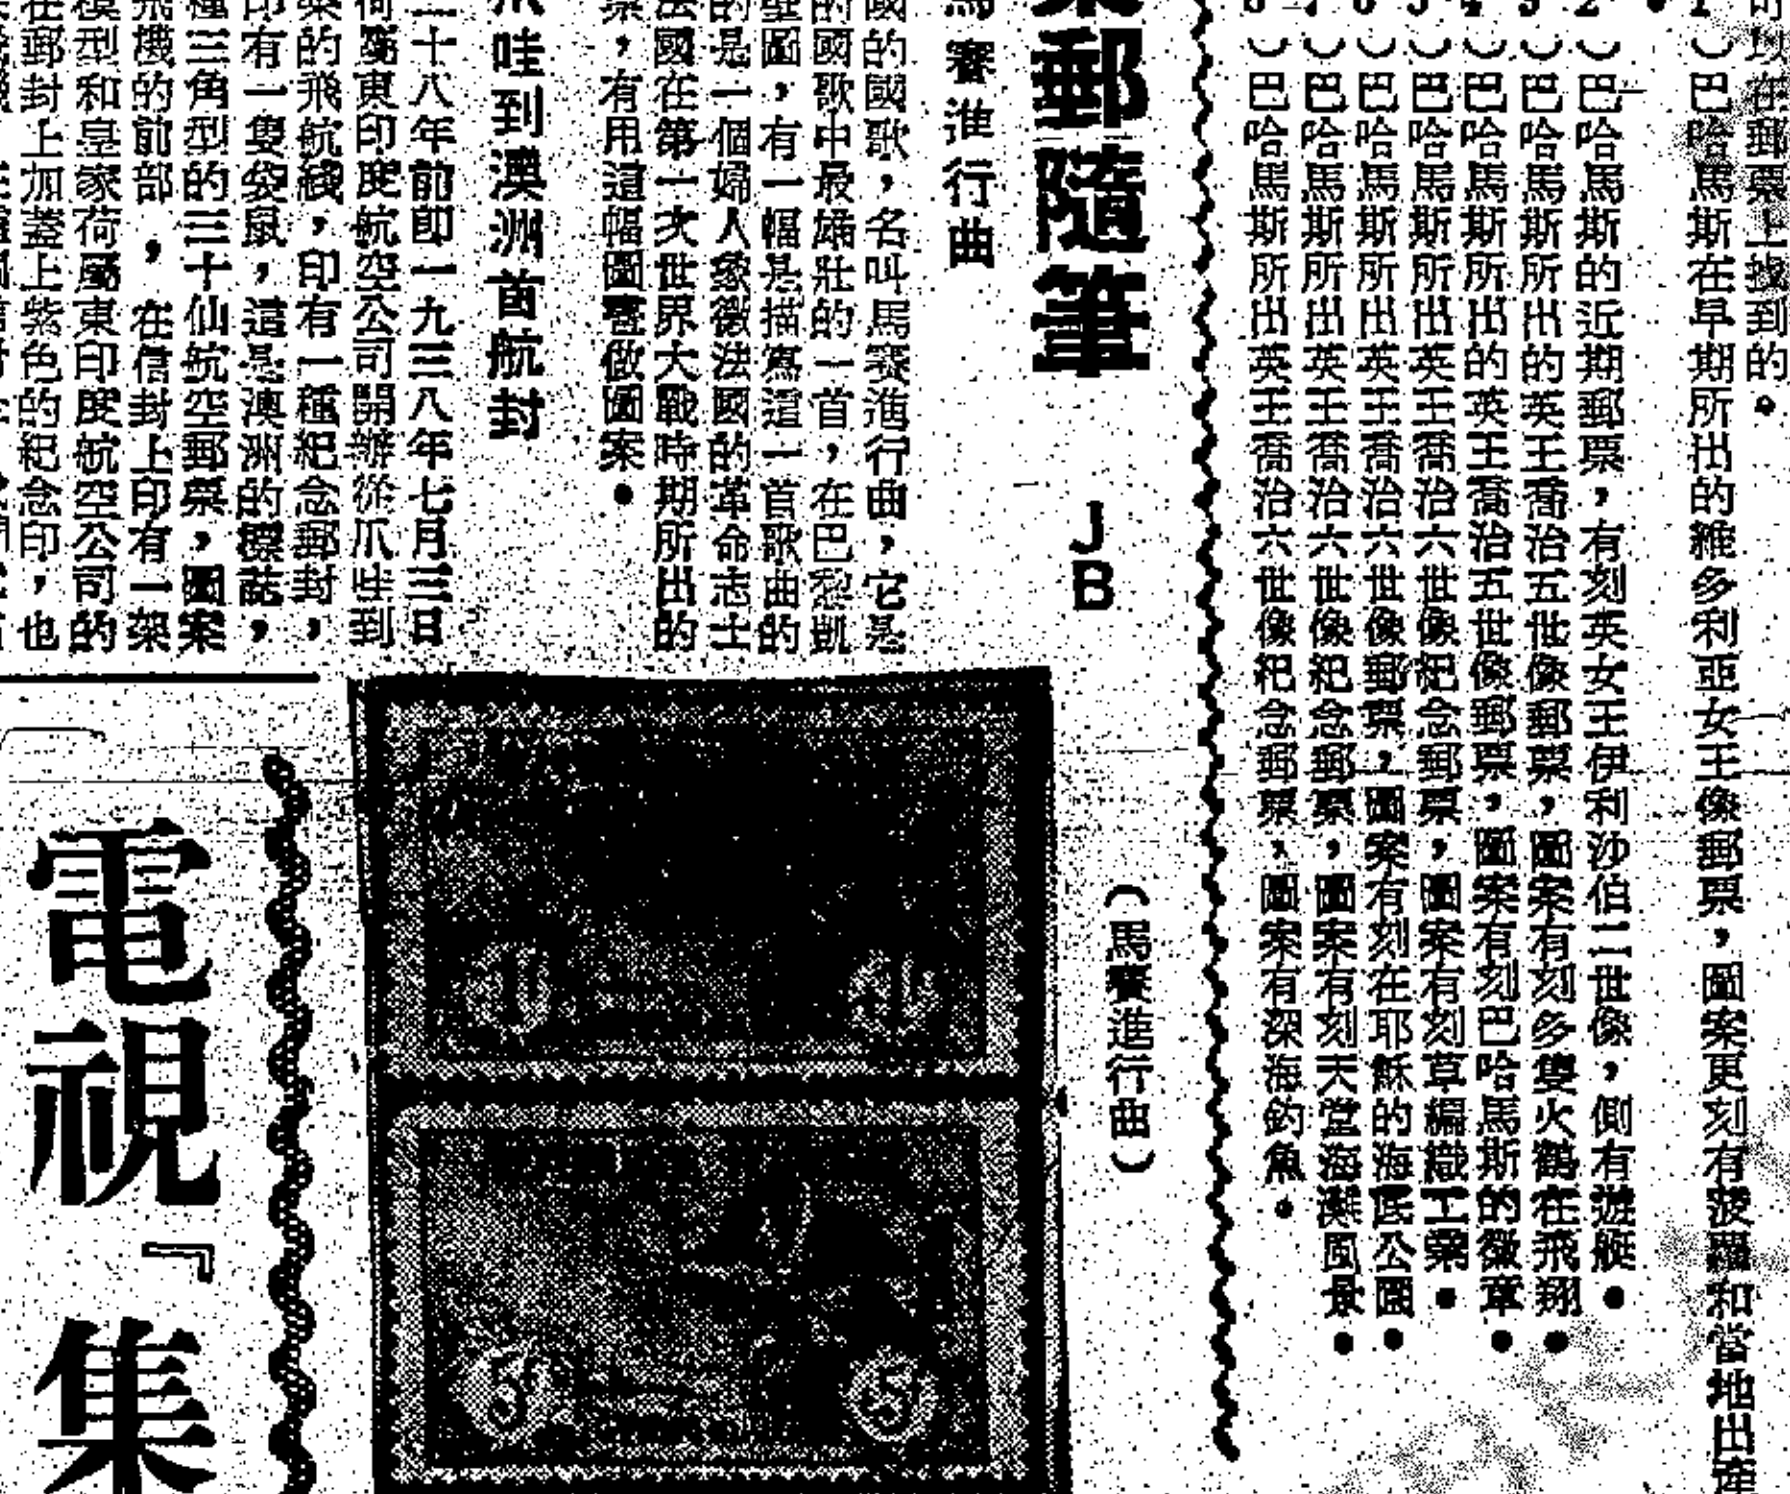 可以在郵票上找到的。
1）巴哈馬斯在早期所出的維多利亞女王像郵票，圖案更刻有菠蘿和當地出產
2）巴哈馬斯的近期郵票，有刻英女王伊利沙伯二世像，側有遊艇。
3）巴哈馬斯所出的英王喬治五世像郵票，圖案有刻多隻火鶴在飛翔。
4）巴哈馬斯所出的英王喬治五世像郵票，圖案有刻巴哈馬斯的徽章。
5）巴哈馬斯所出英王喬治六世像紀念郵票，圖案有刻草編織工業。
6）巴哈馬斯所出英王喬治六世像郵票，圖案有刻在耶穌的海底公園。
7）巴哈馬斯所出英王喬治六世像紀念郵票，圖案有刻天堂海灘風景。
8）巴哈馬斯所出英王喬治六世像紀念郵票，圖案有深海釣魚。
郵隨筆
JB
（馬賽進行曲）
馬賽進行曲
國的國歌，名叫馬賽進行曲，它是
的國歌中最雄壯的一首，在巴黎凱
壁圖，有一幅是描寫這一首歌曲的
的是一個婦人象徵法國的革命志士
法國在第一次世界大戰時期所出的
票，有用這幅圖畫做圖案。
爪哇到澳洲首航封
二十八年前即一九三八年七月三日
荷屬東印度航空公司開辦從爪哇到
的飛航綫，印有一種紀念郵封，
印有一隻袋鼠，這是澳洲的標誌，
種三角型的三十仙航空郵票，圖案
飛機的前部，在信封上印有一架
模型和皇家荷屬東印度航空公司的
在郵封上加蓋上紫色的紀念印，也
電視『集
1
1
5
5